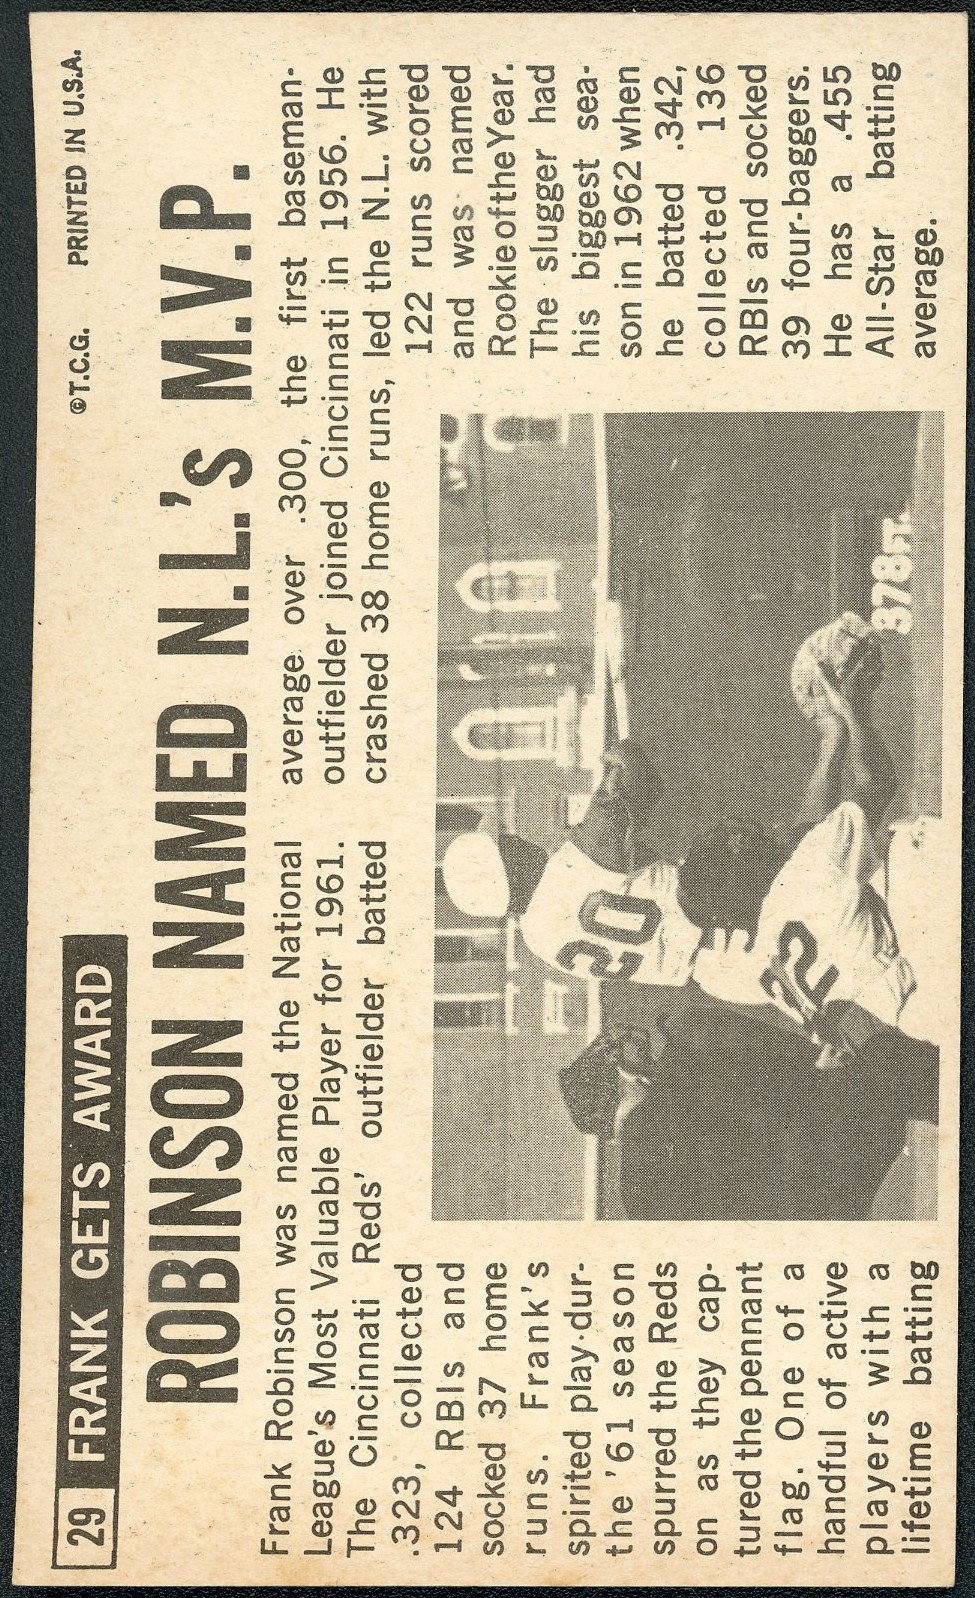 29 FRANK GETS AWARD
©T.C.G. PRINTED IN U.S.A.
ROBINSON NAMED N.L.'s M.V.P.
Frank Robinson was named the National
League's Most Valuable Player for 1961.
The Cincinnati Reds' outfielder batted
.323, collected
124 RBIs and
socked 37 home
runs. Frank's
spirited play-dur-
the '61 season
spurred the Reds
on as they cap-
tured the pennant
flag. One of a
handful of active
players with a
lifetime batting
average over .300, the first baseman-
outfielder joined Cincinnati in 1956. He
crashed 38 home runs, led the N.L. with
122 runs scored
and was named
Rookie of the Year.
The slugger had
his biggest sea-
son in 1962 when
he batted .342,
collected 136
RBIs and socked
39 four-baggers.
He has a .455
All-Star batting
average.
20
2
378 FT.